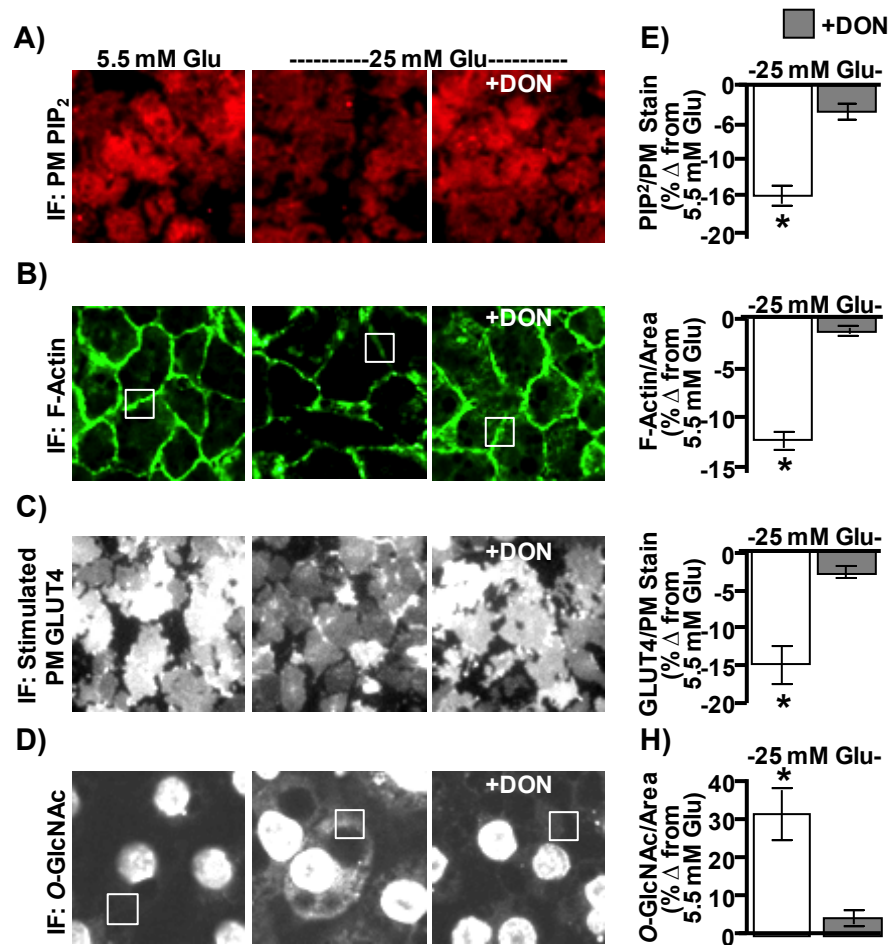 A)
5.5 mM Glu
----------25 mM Glu----------
+DON
IF: PM PIP2
B)
+DON
IF: F-Actin
C)
+DON
IF: Stimulated
PM GLUT4
D)
+DON
IF: O-GlcNAc
E)
+DON
-25 mM Glu-
PIP2/PM Stain
(% Δ from
5.5 mM Glu)
0
-6
-10
-16
-20
*
-25 mM Glu-
F-Actin/Area
(% Δ from
5.5 mM Glu)
0
-5
-10
-15
*
-25 mM Glu-
GLUT4/PM Stain
(% Δ from
5.5 mM Glu)
0
-5
-10
-15
-20
*
H)
-25 mM Glu-
*
O-GlcNAc/Area
(% Δ from
5.5 mM Glu)
40
30
20
10
0